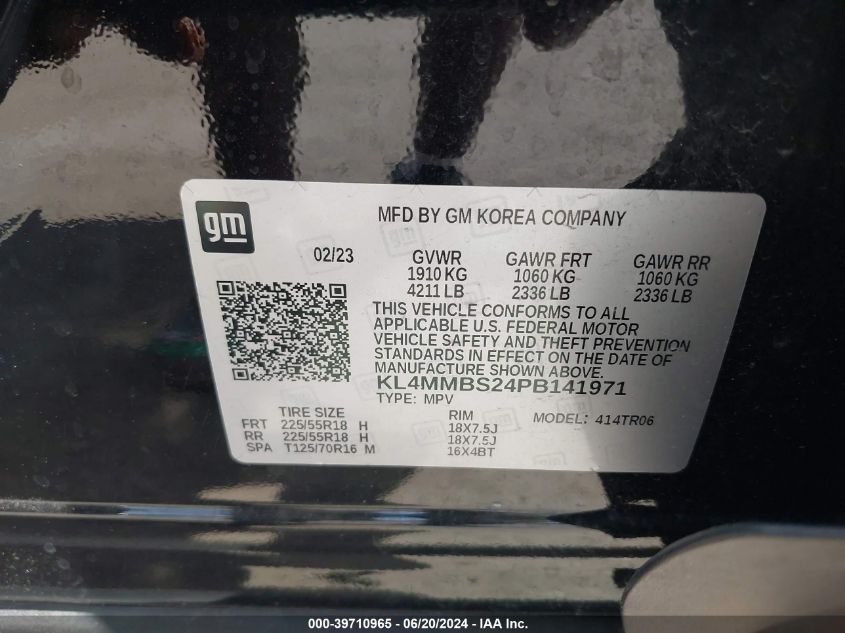 gm
MFD BY GM KOREA COMPANY
02/23 GVWR GAWR FRT GAWR RR
1910 KG 1060 KG 1060 KG
4211 LB 2336 LB 2336 LB
THIS VEHICLE CONFORMS TO ALL
APPLICABLE U.S. FEDERAL MOTOR
VEHICLE SAFETY AND THEFT PREVENTION
STANDARDS IN EFFECT ON THE DATE OF
MANUFACTURE SHOWN ABOVE.
KL4MMBS24PB141971
TYPE: MPV
TIRE SIZE RIM MODEL: 414TR06
FRT 225/55R18 H 18X7.5J
RR 225/55R18 H 18X7.5J
SPA T125/70R16 M 16X4BT
000-39710965 - 06/20/2024 - IAA Inc.